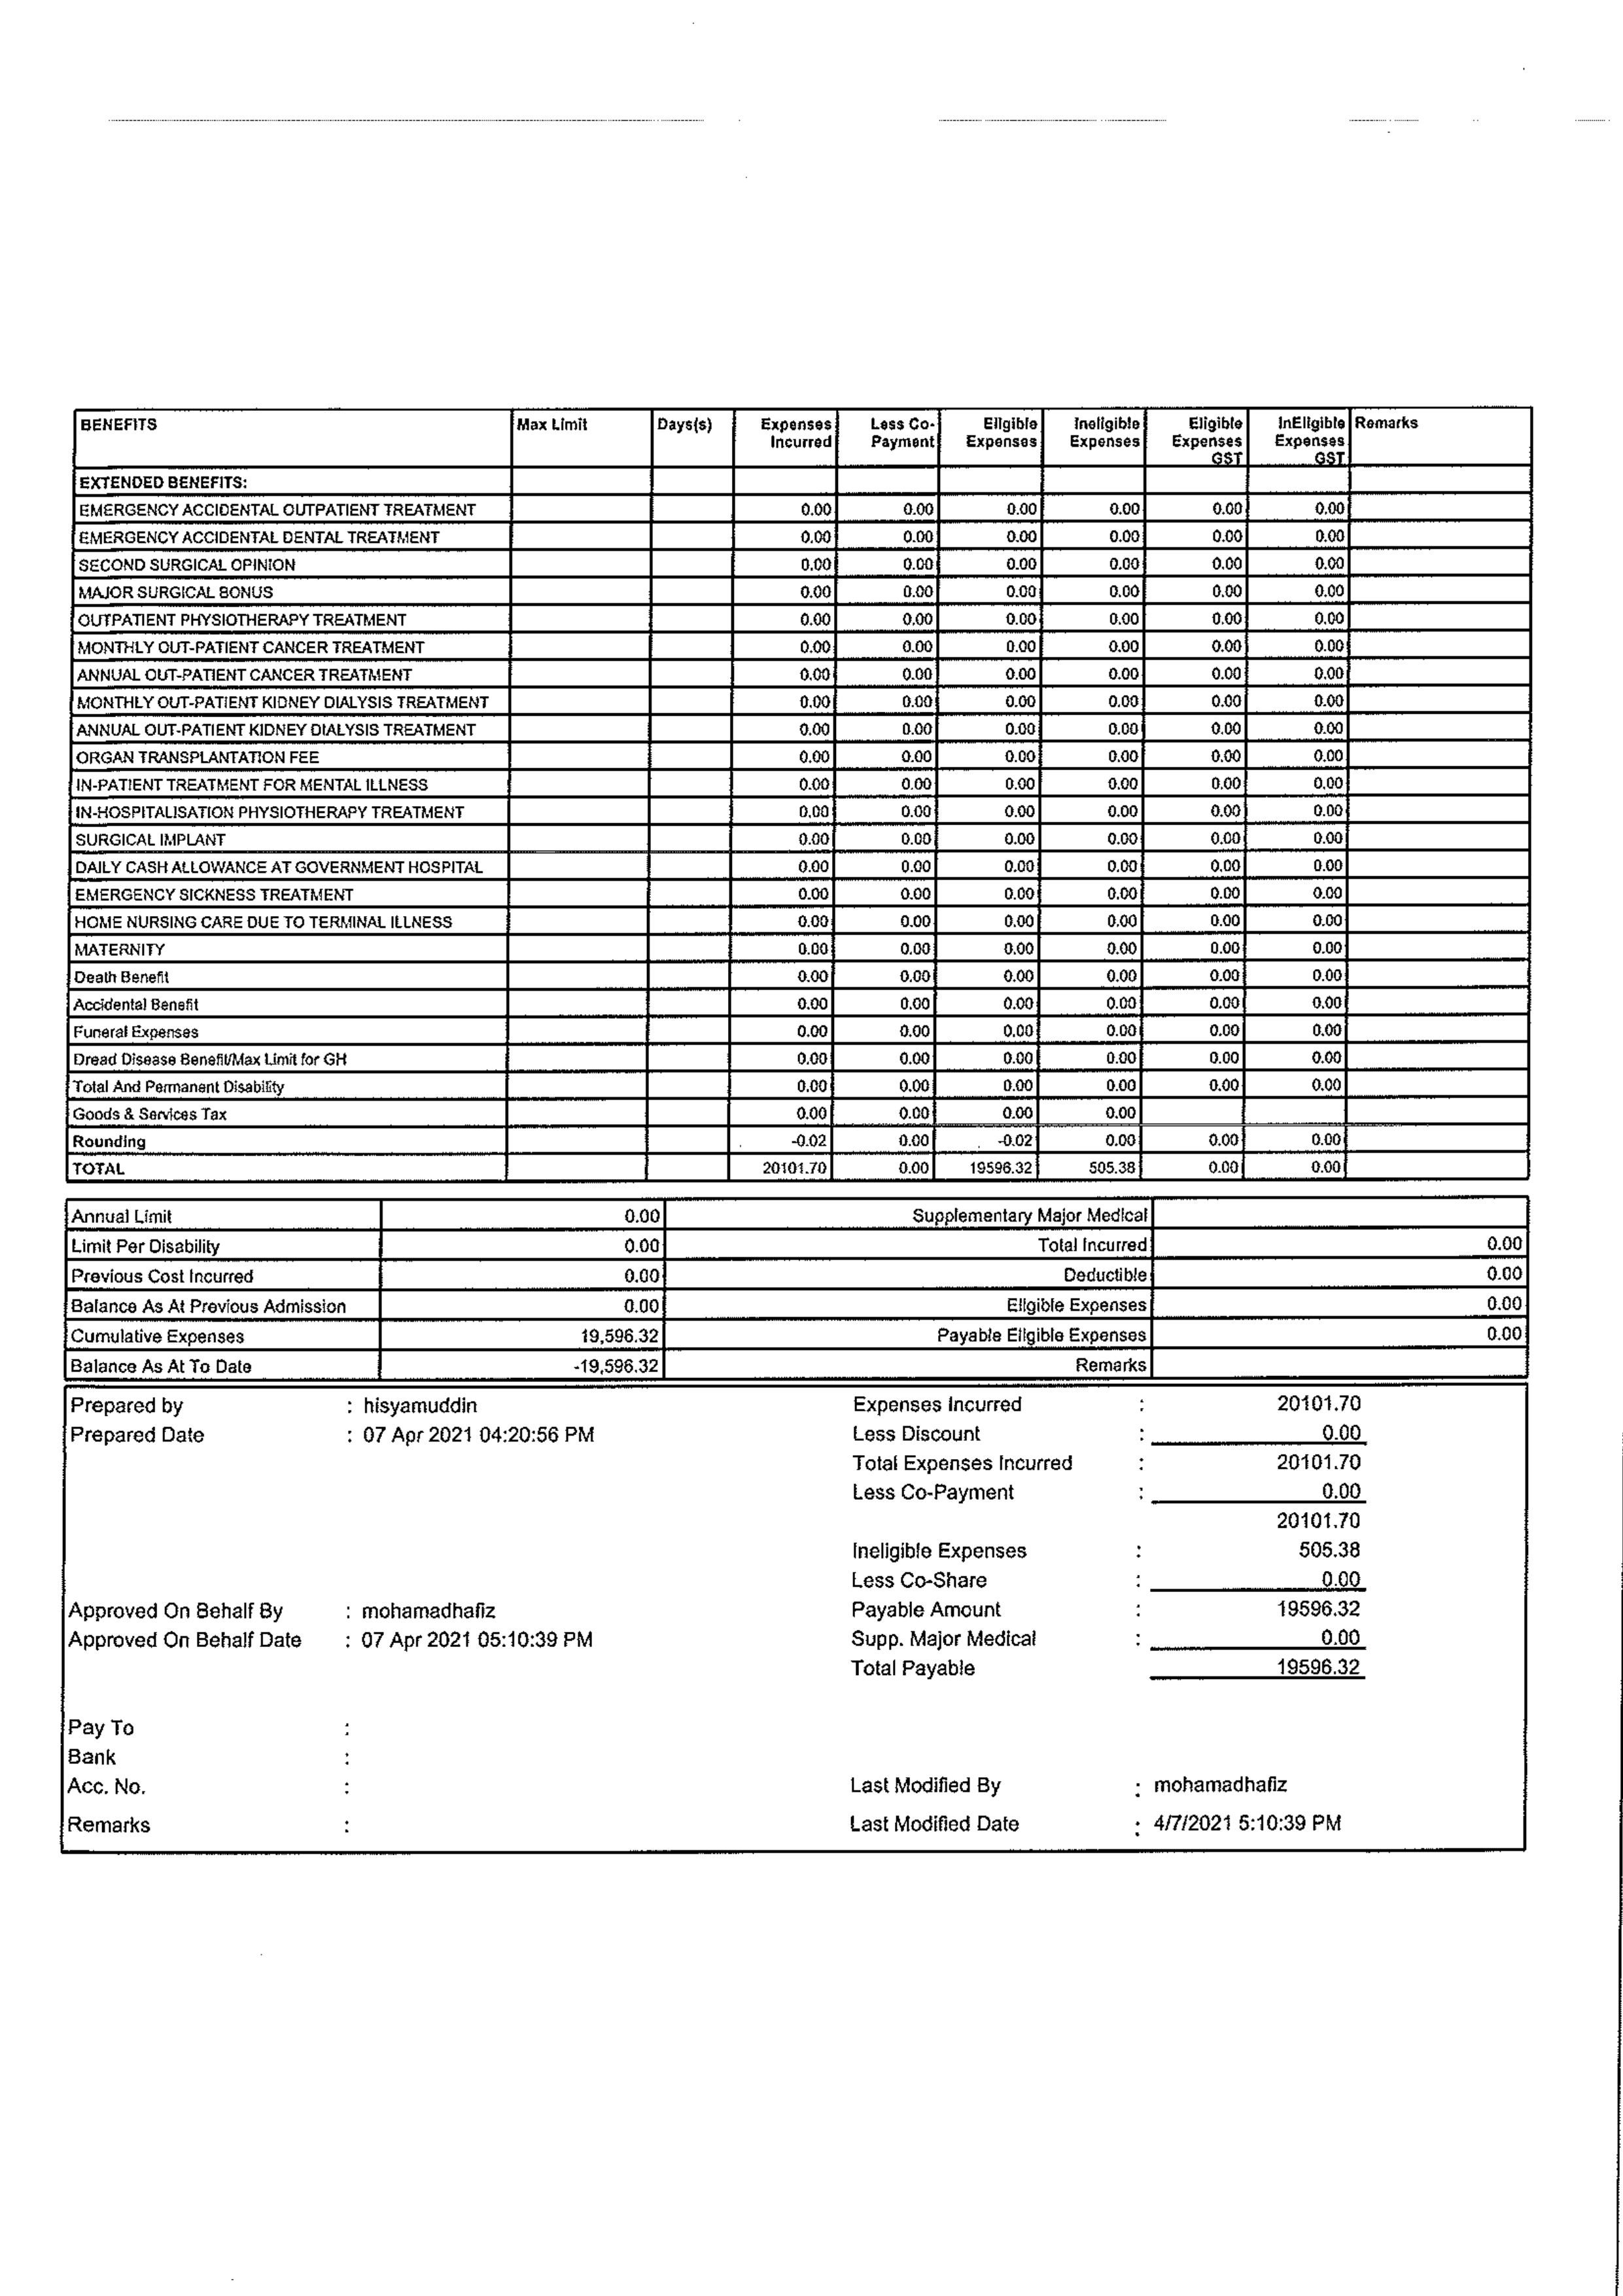 BENEFITS Max Limit Days(s) Expenses Incurred Less Co-Payment Eligible Expenses Ineligible Expenses Eligible Expenses GST InEligible Expenses GST Remarks
EXTENDED BENEFITS:
EMERGENCY ACCIDENTAL OUTPATIENT TREATMENT 0.00 0.00 0.00 0.00 0.00 0.00
EMERGENCY ACCIDENTAL DENTAL TREATMENT 0.00 0.00 0.00 0.00 0.00 0.00
SECOND SURGICAL OPINION 0.00 0.00 0.00 0.00 0.00 0.00
MAJOR SURGICAL BONUS 0.00 0.00 0.00 0.00 0.00 0.00
OUTPATIENT PHYSIOTHERAPY TREATMENT 0.00 0.00 0.00 0.00 0.00 0.00
MONTHLY OUT-PATIENT CANCER TREATMENT 0.00 0.00 0.00 0.00 0.00 0.00
ANNUAL OUT-PATIENT CANCER TREATMENT 0.00 0.00 0.00 0.00 0.00 0.00
MONTHLY OUT-PATIENT KIDNEY DIALYSIS TREATMENT 0.00 0.00 0.00 0.00 0.00 0.00
ANNUAL OUT-PATIENT KIDNEY DIALYSIS TREATMENT 0.00 0.00 0.00 0.00 0.00 0.00
ORGAN TRANSPLANTATION FEE 0.00 0.00 0.00 0.00 0.00 0.00
IN-PATIENT TREATMENT FOR MENTAL ILLNESS 0.00 0.00 0.00 0.00 0.00 0.00
IN-HOSPITALISATION PHYSIOTHERAPY TREATMENT 0.00 0.00 0.00 0.00 0.00 0.00
SURGICAL IMPLANT 0.00 0.00 0.00 0.00 0.00 0.00
DAILY CASH ALLOWANCE AT GOVERNMENT HOSPITAL 0.00 0.00 0.00 0.00 0.00 0.00
EMERGENCY SICKNESS TREATMENT 0.00 0.00 0.00 0.00 0.00 0.00
HOME NURSING CARE DUE TO TERMINAL ILLNESS 0.00 0.00 0.00 0.00 0.00 0.00
MATERNITY 0.00 0.00 0.00 0.00 0.00 0.00
Death Benefit 0.00 0.00 0.00 0.00 0.00 0.00
Accidental Benefit 0.00 0.00 0.00 0.00 0.00 0.00
Funeral Expenses 0.00 0.00 0.00 0.00 0.00 0.00
Dread Disease Benefit/Max Limit for GH 0.00 0.00 0.00 0.00 0.00 0.00
Total And Permanent Disability 0.00 0.00 0.00 0.00 0.00 0.00
Goods & Services Tax 0.00 0.00 0.00 0.00
Rounding -0.02 0.00 -0.02 0.00 0.00 0.00
TOTAL 20101.70 0.00 19596.32 505.38 0.00 0.00
Annual Limit 0.00 Supplementary Major Medical
Limit Per Disability 0.00 Total Incurred 0.00
Previous Cost Incurred 0.00 Deductible 0.00
Balance As At Previous Admission 0.00 Eligible Expenses 0.00
Cumulative Expenses 19,596.32 Payable Eligible Expenses 0.00
Balance As At To Date -19,596.32 Remarks
Prepared by : hisyamuddin Expenses Incurred : 20101.70
Prepared Date : 07 Apr 2021 04:20:56 PM Less Discount : 0.00
Total Expenses Incurred : 20101.70
Less Co-Payment : 0.00
20101.70
Ineligible Expenses : 505.38
Less Co-Share : 0.00
Approved On Behalf By : mohamadhafiz Payable Amount : 19596.32
Approved On Behalf Date : 07 Apr 2021 05:10:39 PM Supp. Major Medical : 0.00
Total Payable 19596.32
Pay To :
Bank :
Acc. No. : Last Modified By : mohamadhafiz
Remarks : Last Modified Date : 4/7/2021 5:10:39 PM